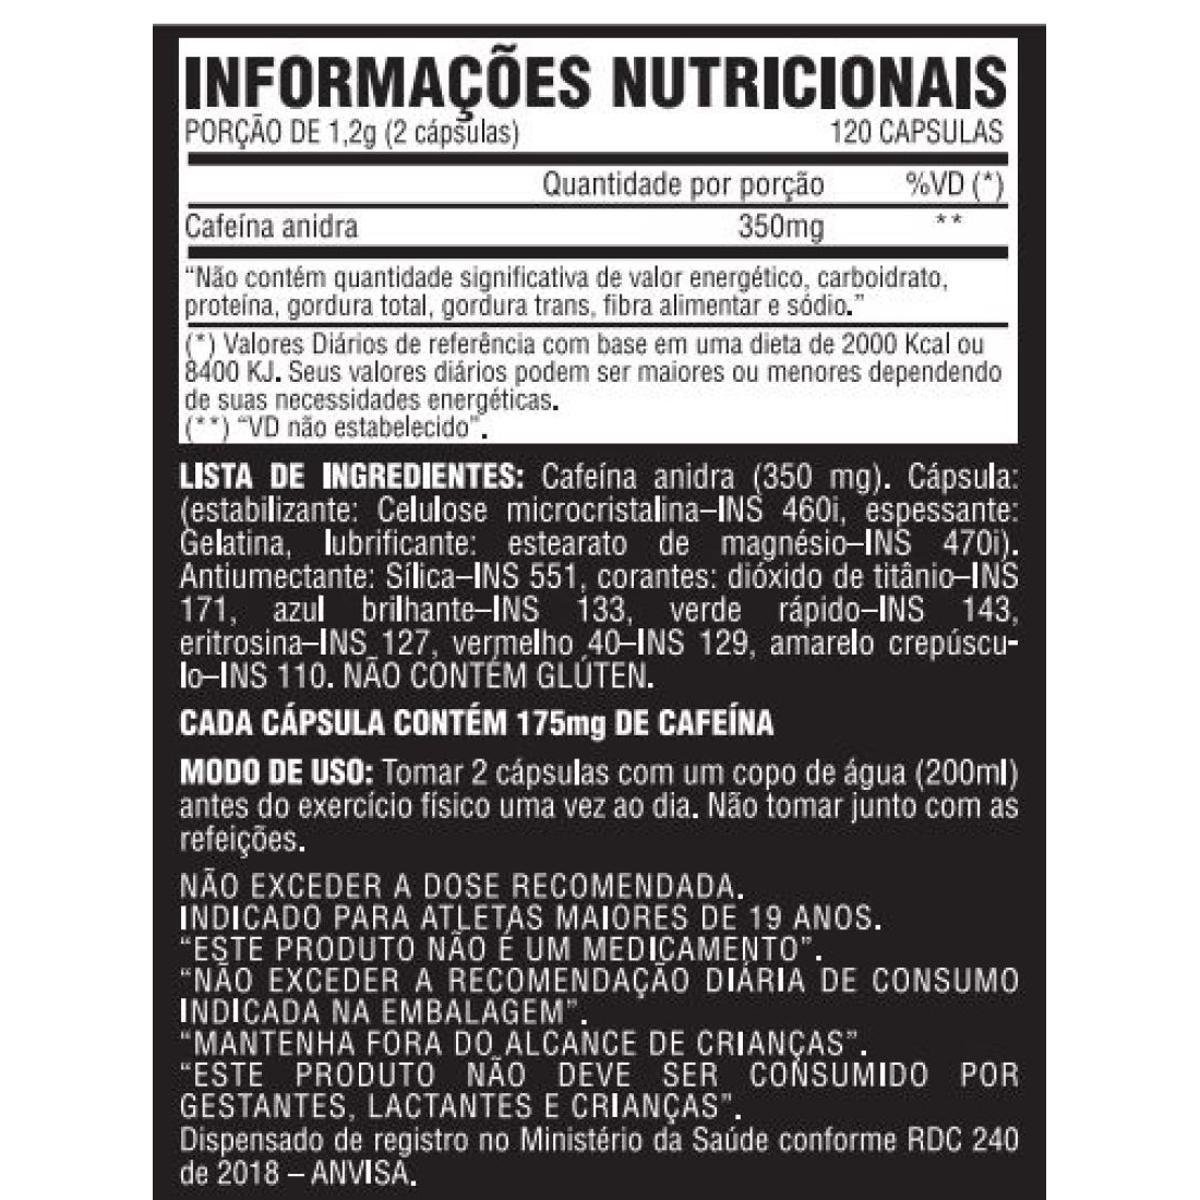 INFORMAÇÕES NUTRICIONAIS
PORÇÃO DE 1,2g (2 cápsulas) 120 CAPSULAS
Quantidade por porção %VD (*)
Cafeína anidra 350mg **
“Não contém quantidade significativa de valor energético, carboidrato,
proteína, gordura total, gordura trans, fibra alimentar e sódio.”
(*) Valores Diários de referência com base em uma dieta de 2000 Kcal ou
8400 KJ. Seus valores diários podem ser maiores ou menores dependendo
de suas necessidades energéticas.
(**) “VD não estabelecido”.
LISTA DE INGREDIENTES: Cafeína anidra (350 mg). Cápsula:
(estabilizante: Celulose microcristalina–INS 460i, espessante:
Gelatina, lubrificante: estearato de magnésio–INS 470i).
Antiumectante: Sílica–INS 551, corantes: dióxido de titânio–INS
171, azul brilhante–INS 133, verde rápido–INS 143,
eritrosina–INS 127, vermelho 40–INS 129, amarelo crepúscu-
lo–INS 110. NÃO CONTÉM GLÚTEN.
CADA CÁPSULA CONTÉM 175mg DE CAFEÍNA
MODO DE USO: Tomar 2 cápsulas com um copo de água (200ml)
antes do exercício físico uma vez ao dia. Não tomar junto com as
refeições.
NÃO EXCEDER A DOSE RECOMENDADA.
INDICADO PARA ATLETAS MAIORES DE 19 ANOS.
“ESTE PRODUTO NÃO É UM MEDICAMENTO”.
“NÃO EXCEDER A RECOMENDAÇÃO DIÁRIA DE CONSUMO
INDICADA NA EMBALAGEM”.
“MANTENHA FORA DO ALCANCE DE CRIANÇAS”.
“ESTE PRODUTO NÃO DEVE SER CONSUMIDO POR
GESTANTES, LACTANTES E CRIANÇAS”.
Dispensado de registro no Ministério da Saúde conforme RDC 240
de 2018 – ANVISA.